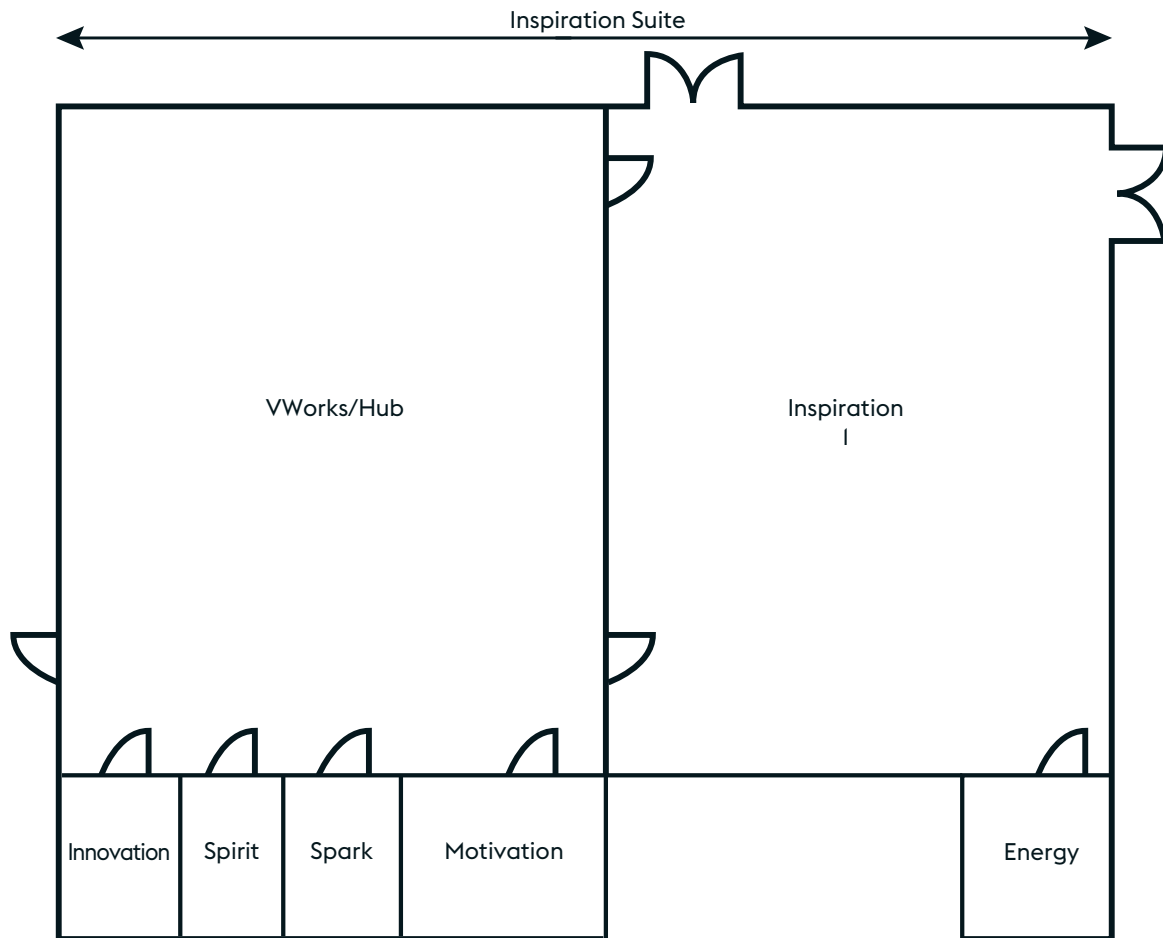 Inspiration Suite
VWorks/Hub
Inspiration
1
Innovation
Spirit
Spark
Motivation
Energy